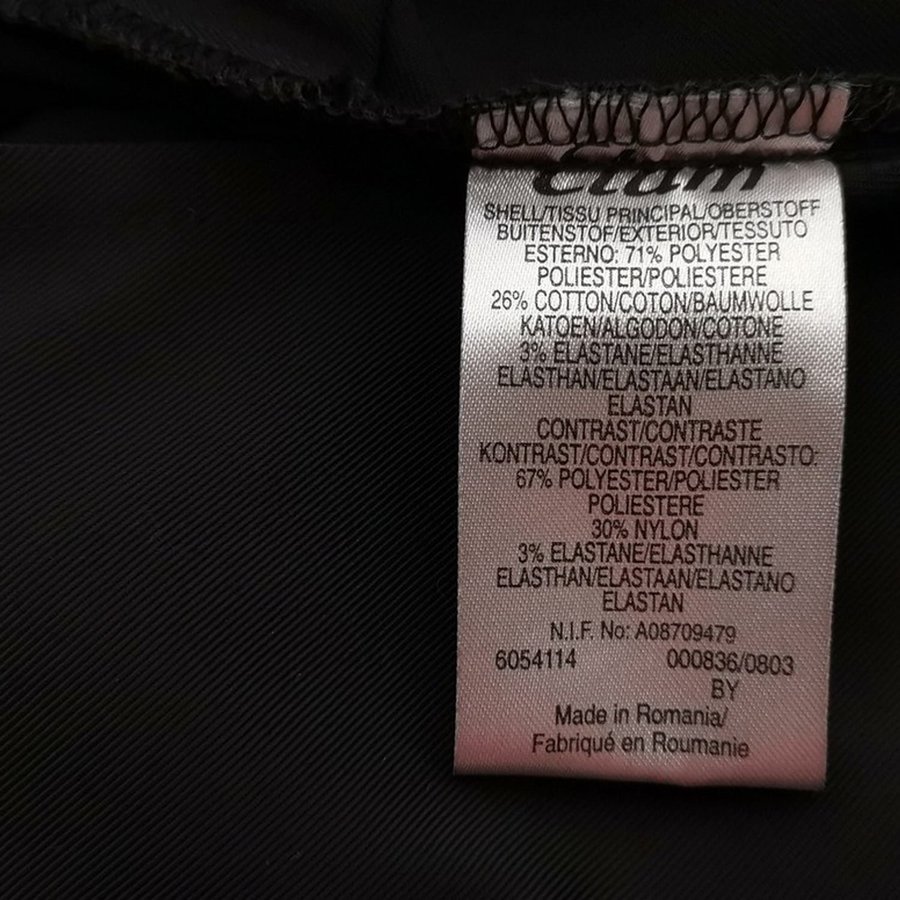 Etam
SHELL/TISSU PRINCIPAL/OBERSTOFF
BUITENSTOF/EXTERIOR/TESSUTO
ESTERNO: 71% POLYESTER
POLIESTER/POLIESTERE
26% COTTON/COTON/BAUMWOLLE
KATOEN/ALGODON/COTONE
3% ELASTANE/ELASTHANNE
ELASTHAN/ELASTAAN/ELASTANO
ELASTAN
CONTRAST/CONTRASTE
KONTRAST/CONTRAST/CONTRASTO:
67% POLYESTER/POLIESTER
POLIESTERE
30% NYLON
3% ELASTANE/ELASTHANNE
ELASTHAN/ELASTAAN/ELASTANO
ELASTAN
N.I.F. No: A08709479
6054114 000836/0803
BY
Made in Romania/
Fabriqué en Roumanie